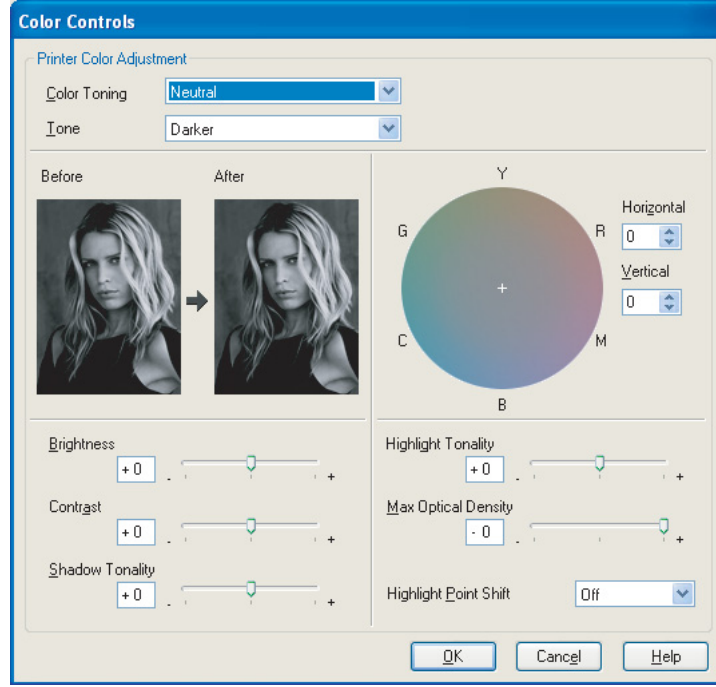 Color Controls
Printer Color Adjustment
Color Toning Neutral
Tone Darker
Before After
Y
G R
C M
B
Horizontal
0
Vertical
0
Brightness
+ 0 - +
Contrast
+ 0 - +
Shadow Tonality
+ 0 - +
Highlight Tonality
+ 0 - +
Max Optical Density
- 0 - +
Highlight Point Shift Off
OK Cancel Help